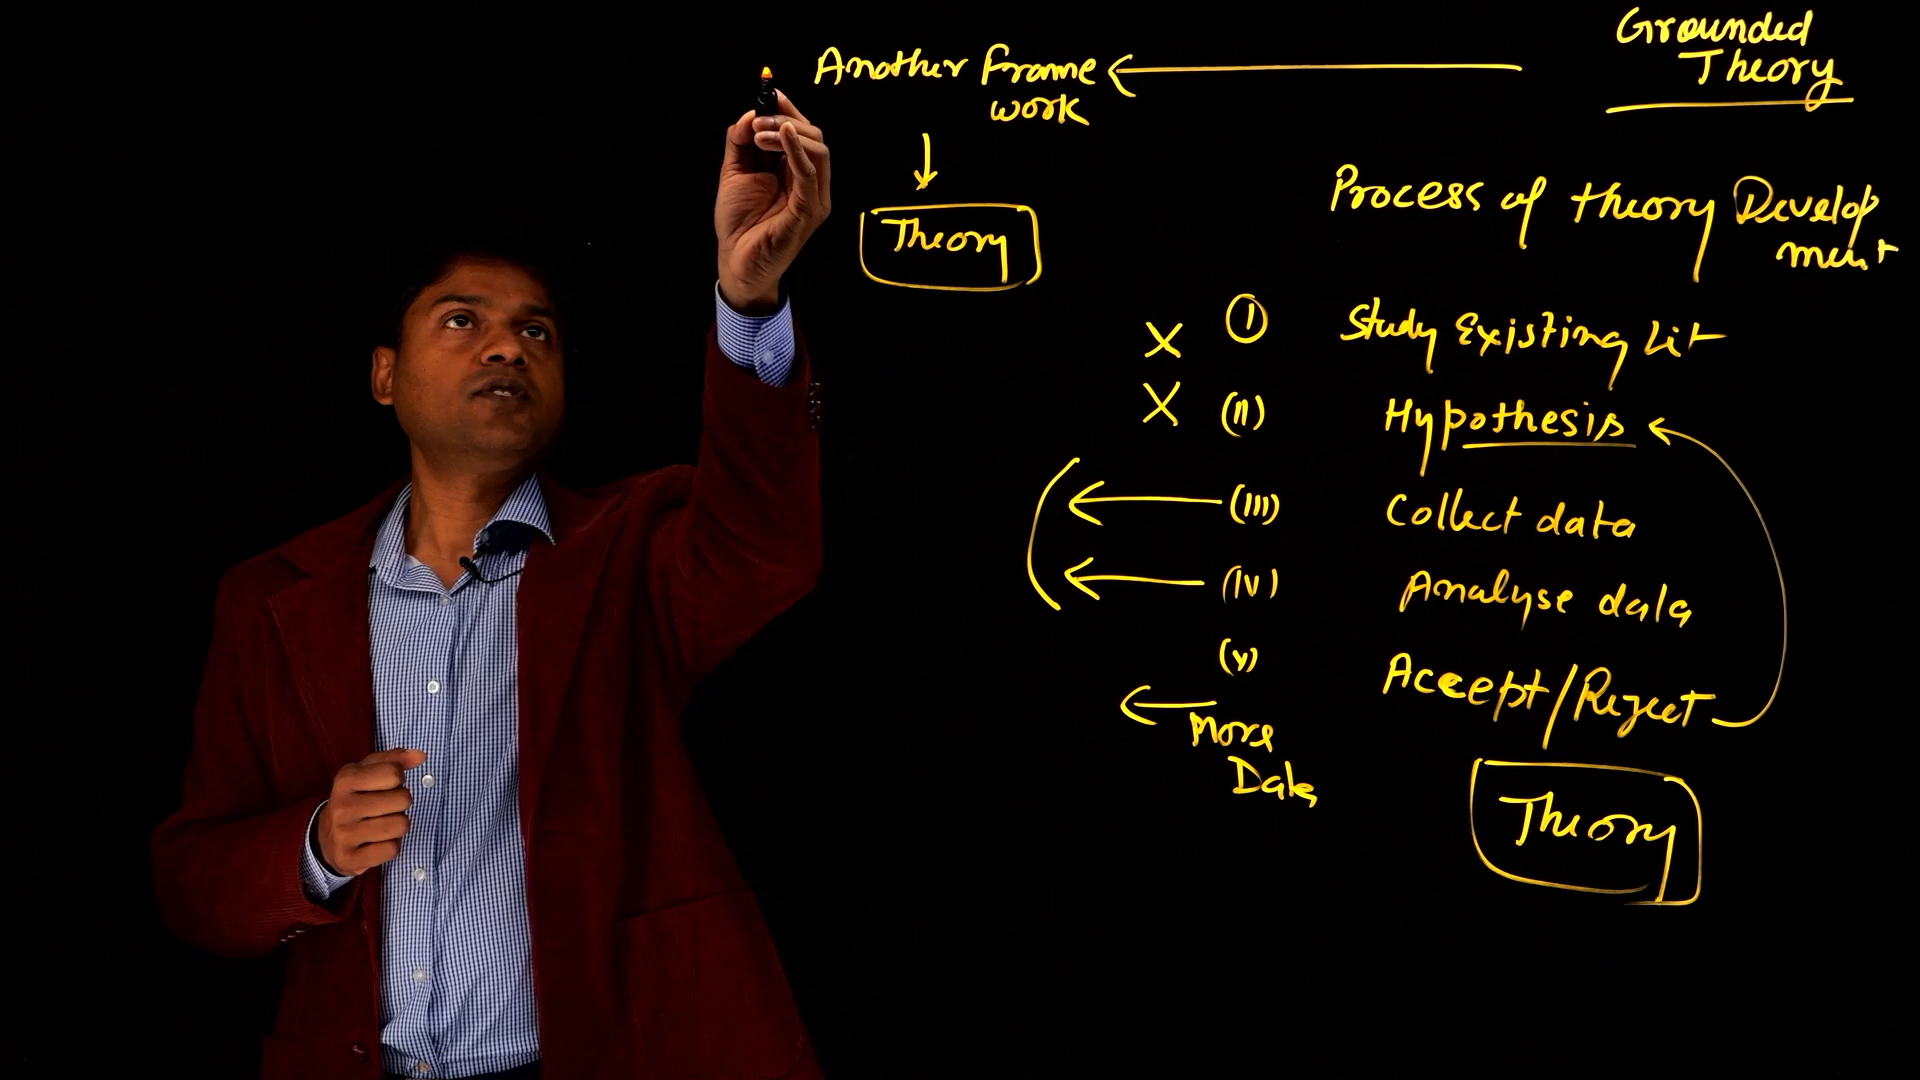 Grounded
Theory
Another Frame
work
Theory
Process of theory Develop
ment
X (I) Study Existing Lit
X (II) Hypothesis
(III) Collect data
(IV) Analyse data
(V) Accept/Reject
More
Data
Theory